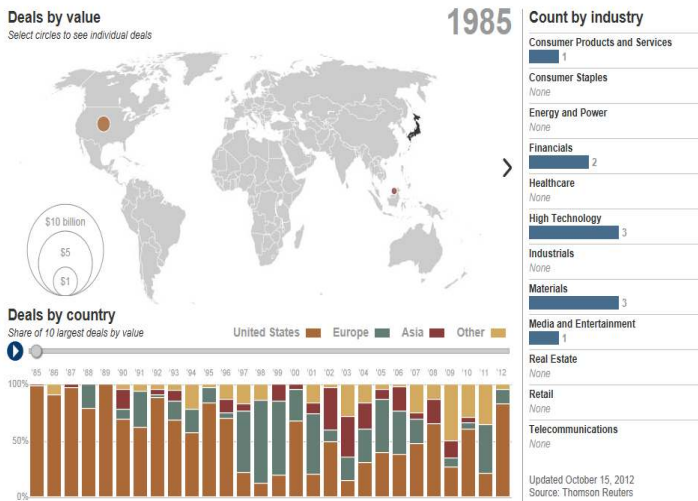 Deals by value
Select circles to see individual deals
1985
$10 billion
$5
$1
Deals by country
Share of 10 largest deals by value
United States
Europe
Asia
Other
'85 '86 '87 '88 '89 '90 '91 '92 '93 '94 '95 '96 '97 '98 '99 '00 '01 '02 '03 '04 '05 '06 '07 '08 '09 '10 '11 '12
100%
50%
0%
Count by industry
Consumer Products and Services
1
Consumer Staples
None
Energy and Power
None
Financials
2
Healthcare
None
High Technology
3
Industrials
None
Materials
3
Media and Entertainment
1
Real Estate
None
Retail
None
Telecommunications
None
Updated October 15, 2012
Source: Thomson Reuters